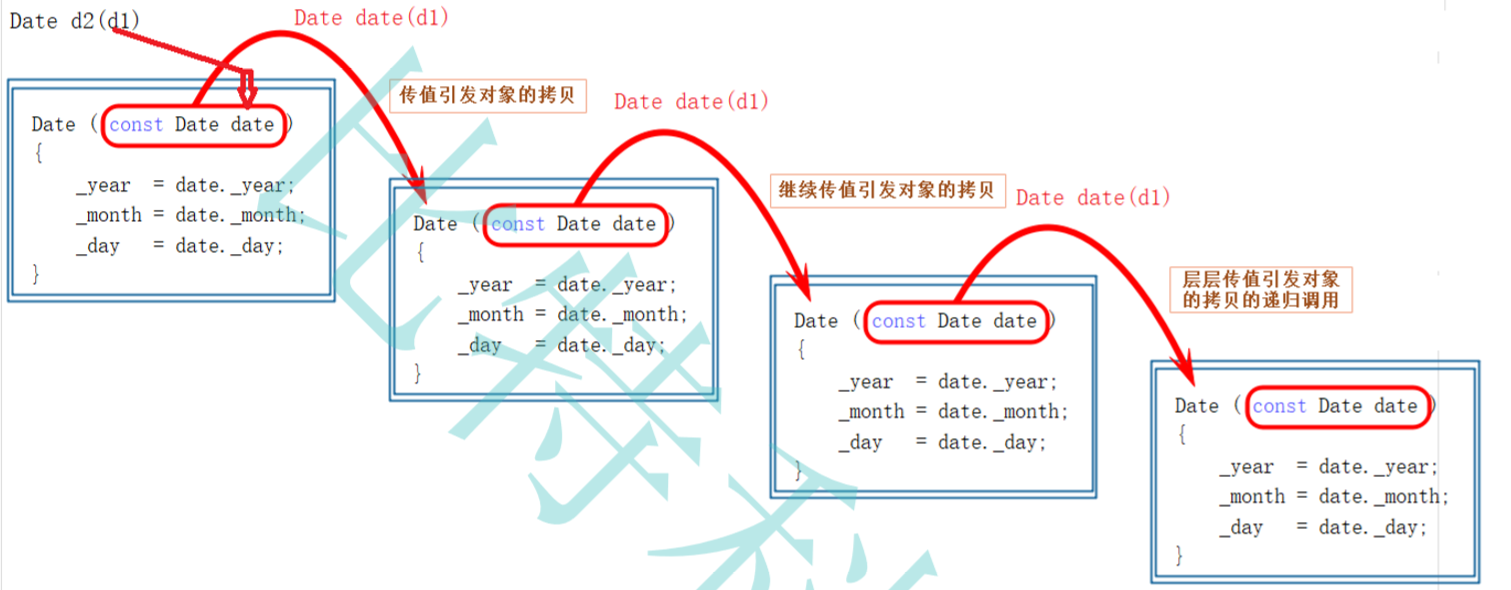 Date d2(d1)
Date date(d1)
Date ( const Date date )
{
_year = date._year;
_month = date._month;
_day = date._day;
}
传值引发对象的拷贝
Date date(d1)
Date ( const Date date )
{
_year = date._year;
_month = date._month;
_day = date._day;
}
继续传值引发对象的拷贝
Date date(d1)
Date ( const Date date )
{
_year = date._year;
_month = date._month;
_day = date._day;
}
层层传值引发对象
的拷贝的递归调用
Date ( const Date date )
{
_year = date._year;
_month = date._month;
_day = date._day;
}
比特科